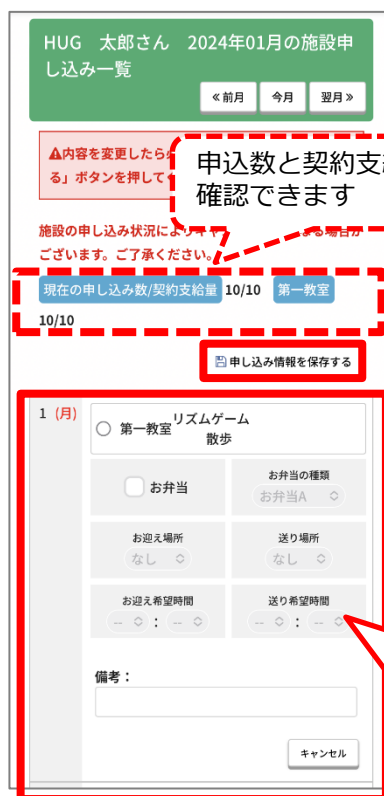 HUG 太郎さん 2024年01月の施設申
し込み一覧
≪前月 今月 翌月≫
⚠内容を変更したら
る」ボタンを押して
申込数と契約支
確認できます
施設の申し込み状況により
ございます。ご了承ください。
現在の申し込み数/契約支給量 10/10 第一教室
10/10
申し込み情報を保存する
1 (月)
第一教室 リズムゲーム
散歩
お弁当
お弁当の種類
お弁当A
お迎え場所 送り場所
なし なし
お迎え希望時間 送り希望時間
-- : -- -- : --
備考:
キャンセル